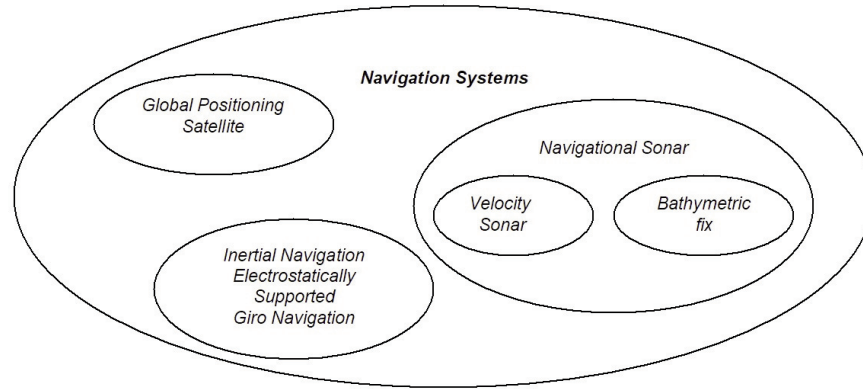 Navigation Systems
Global Positioning
Satellite
Navigational Sonar
Velocity
Sonar
Bathymetric
fix
Inertial Navigation
Electrostatically
Supported
Giro Navigation